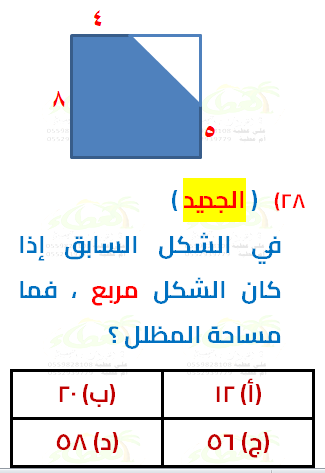 ٤
٨
٥
٢٨) ( الجديد )
في الشكل السابق إذا
كان الشكل مربع ، فما
مساحة المظلل ؟
(أ) ١٢ (ب) ٢٠
(ج) ٥٦ (د) ٥٨